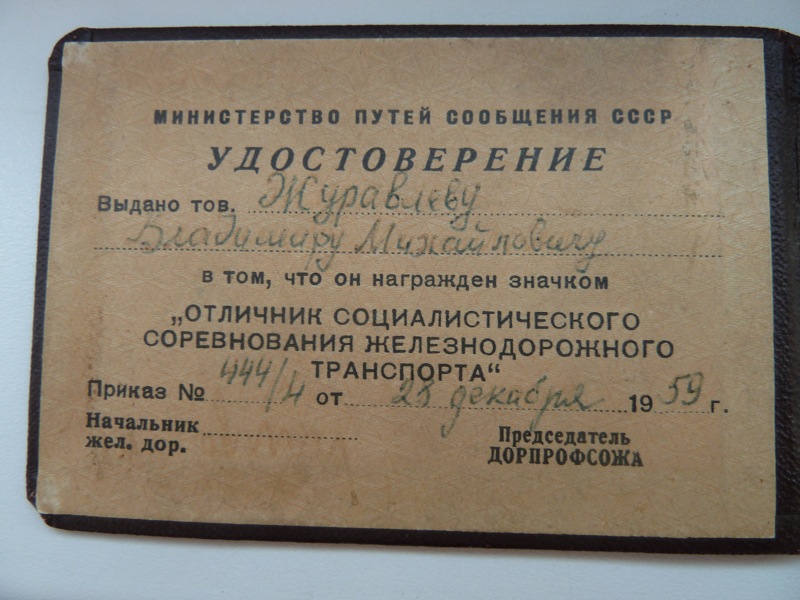 МИНИСТЕРСТВО ПУТЕЙ СООБЩЕНИЯ СССР
УДОСТОВЕРЕНИЕ
Выдано тов. Журавлеву
Владимиру Михайловичу
в том, что он награжден значком
„ОТЛИЧНИК СОЦИАЛИСТИЧЕСКОГО
СОРЕВНОВАНИЯ ЖЕЛЕЗНОДОРОЖНОГО
ТРАНСПОРТА“
Приказ № 444/4 от 28 декабря 1959 г.
Начальник
жел. дор.
Председатель
ДОРПРОФСОЖА